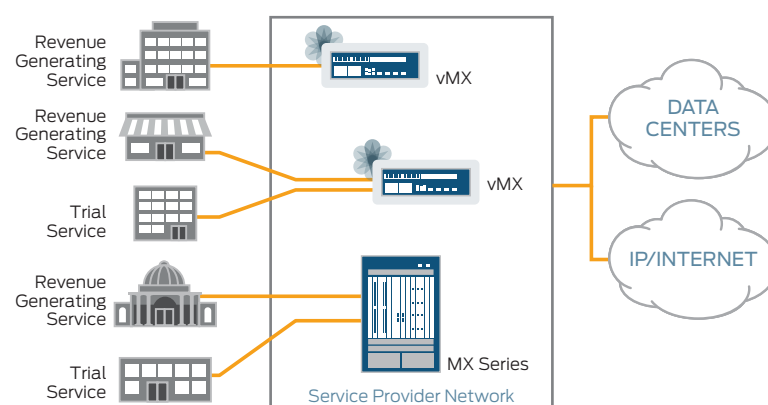 Revenue
Generating
Service
vMX
Revenue
Generating
Service
vMX
Trial
Service
Revenue
Generating
Service
MX Series
Trial
Service
Service Provider Network
DATA
CENTERS
IP/INTERNET